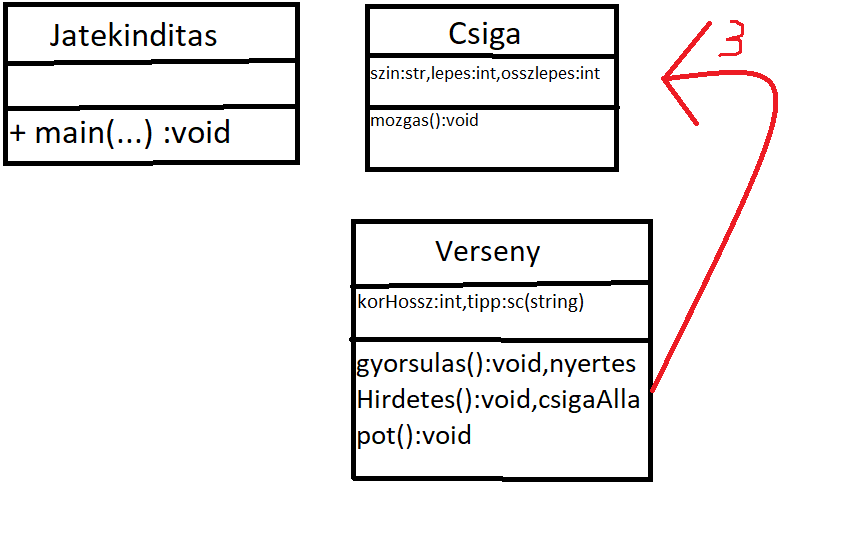 Jatekinditas
+ main(...) :void
Csiga
szin:str,lepes:int,osszlepes:int
mozgas():void
3
Verseny
korHossz:int,tipp:sc(string)
gyorsulas():void,nyertes
Hirdetes():void,csigaAlla
pot():void